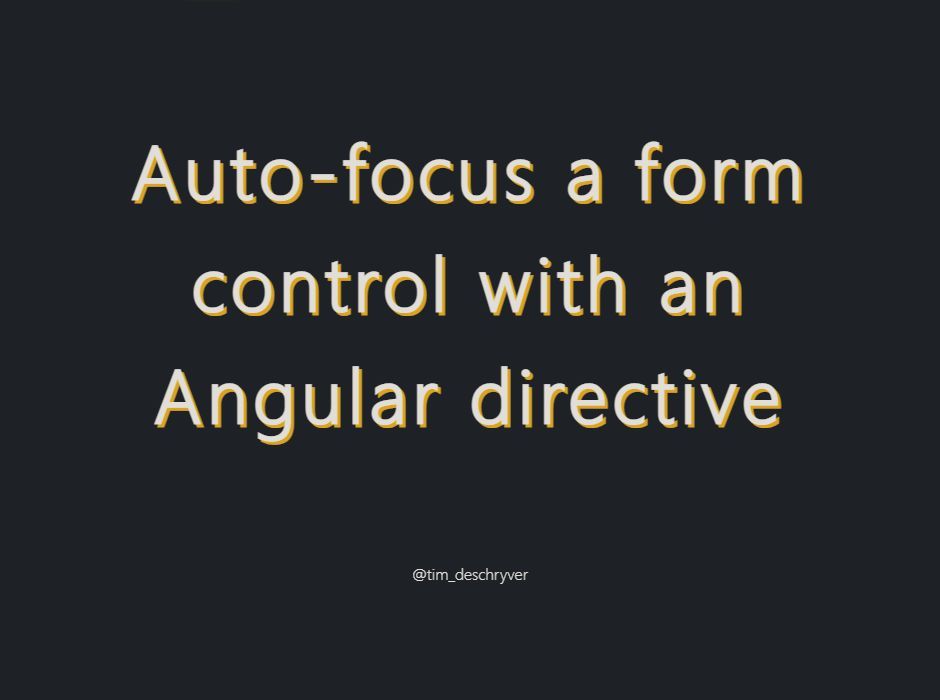 Auto-focus a form
control with an
Angular directive
@tim_deschryver